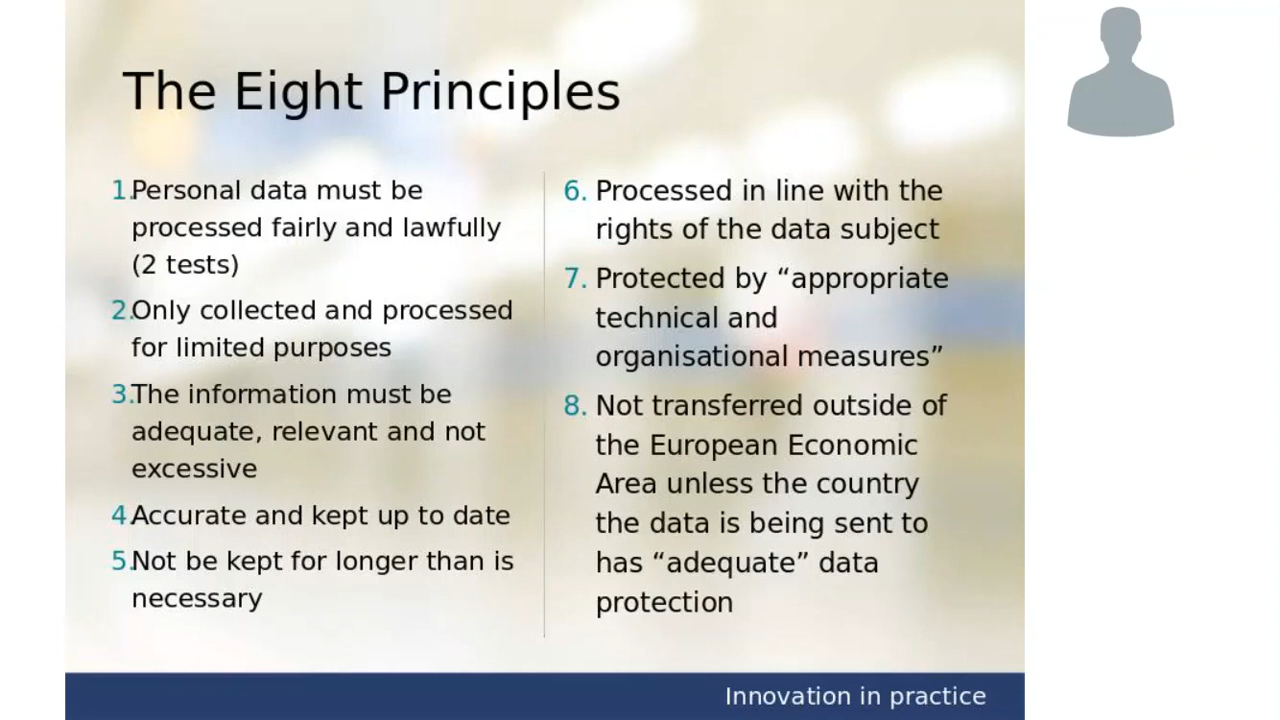 The Eight Principles
1. Personal data must be
processed fairly and lawfully
(2 tests)
2. Only collected and processed
for limited purposes
3. The information must be
adequate, relevant and not
excessive
4. Accurate and kept up to date
5. Not be kept for longer than is
necessary
6. Processed in line with the
rights of the data subject
7. Protected by “appropriate
technical and
organisational measures”
8. Not transferred outside of
the European Economic
Area unless the country
the data is being sent to
has “adequate” data
protection
Innovation in practice